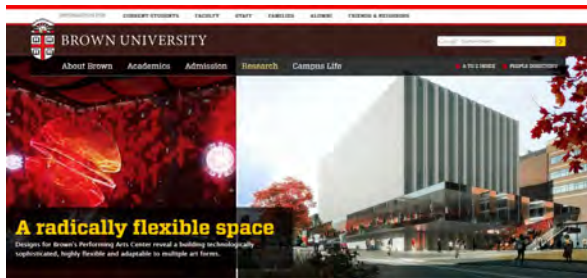 INFORMATION FOR CURRENT STUDENTS FACULTY STAFF FAMILIES ALUMNI FRIENDS & NEIGHBORS
BROWN UNIVERSITY
About Brown Academics Admission Research Campus Life
A TO Z INDEX PEOPLE DIRECTORY
A radically flexible space
Designs for Brown's Performing Arts Center reveal a building technologically
sophisticated, highly flexible and adaptable to multiple art forms.